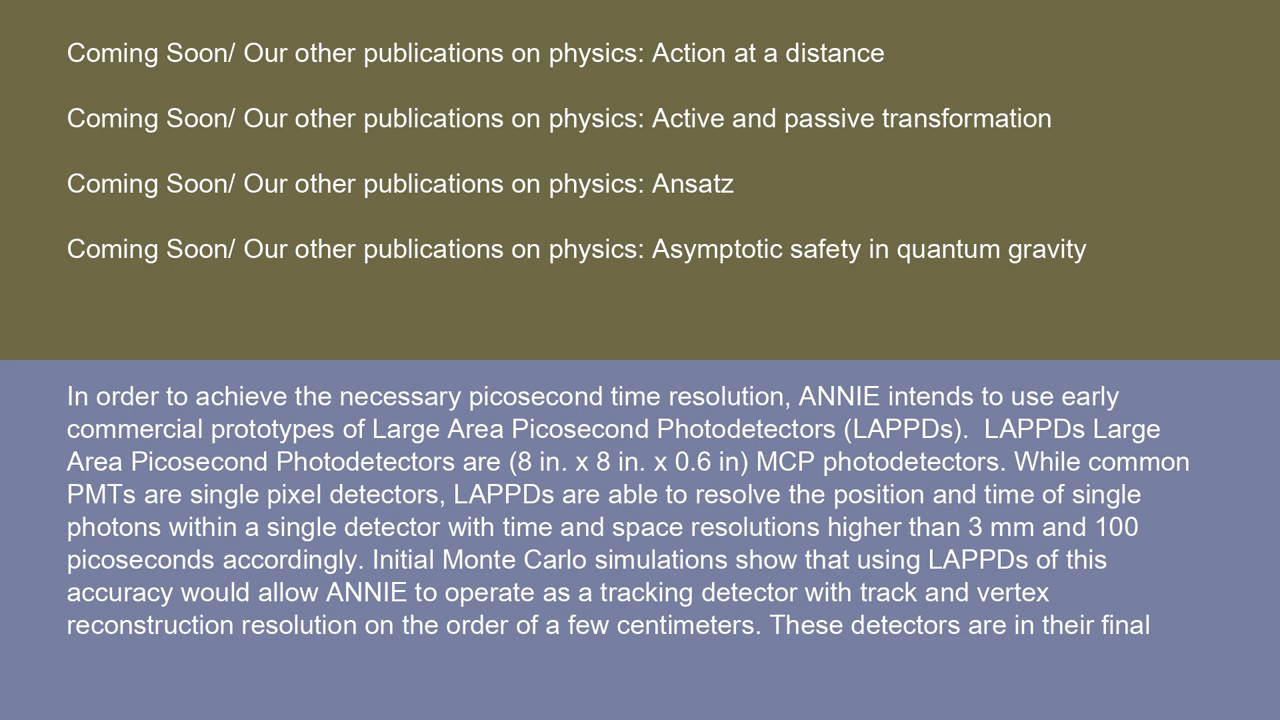 Coming Soon/ Our other publications on physics: Action at a distance
Coming Soon/ Our other publications on physics: Active and passive transformation
Coming Soon/ Our other publications on physics: Ansatz
Coming Soon/ Our other publications on physics: Asymptotic safety in quantum gravity
In order to achieve the necessary picosecond time resolution, ANNIE intends to use early
commercial prototypes of Large Area Picosecond Photodetectors (LAPPDs).  LAPPDs Large
Area Picosecond Photodetectors are (8 in. x 8 in. x 0.6 in) MCP photodetectors. While common
PMTs are single pixel detectors, LAPPDs are able to resolve the position and time of single
photons within a single detector with time and space resolutions higher than 3 mm and 100
picoseconds accordingly. Initial Monte Carlo simulations show that using LAPPDs of this
accuracy would allow ANNIE to operate as a tracking detector with track and vertex
reconstruction resolution on the order of a few centimeters. These detectors are in their final